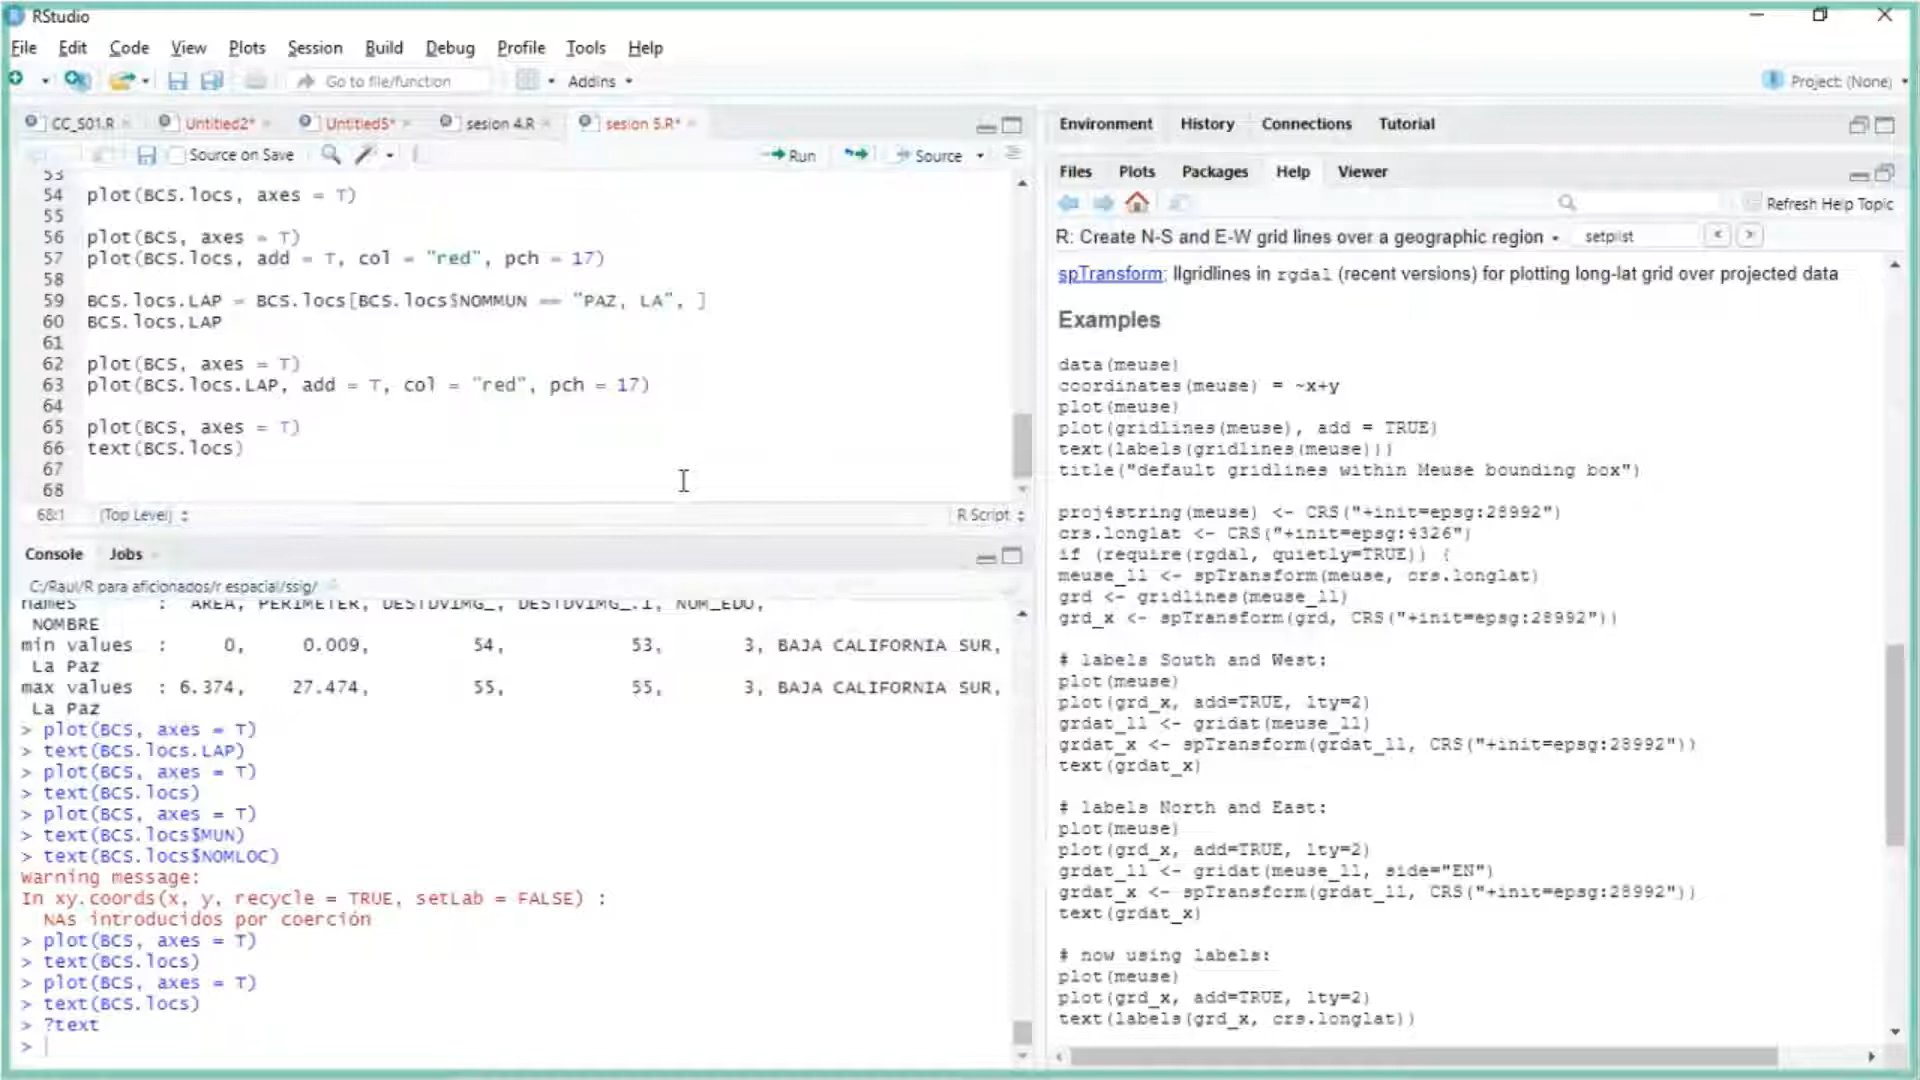 RStudio
File Edit Code View Plots Session Build Debug Profile Tools Help
Go to file/function Addins Project: (None)
CC_S01.R Untitled2* Untitled5* sesion 4.R sesion 5.R*
Source on Save Run Source
53
54 plot(BCS.locs, axes = T)
55
56 plot(BCS, axes = T)
57 plot(BCS.locs, add = T, col = "red", pch = 17)
58
59 BCS.locs.LAP = BCS.locs[BCS.locs$NOMMUN == "PAZ, LA", ]
60 BCS.locs.LAP
61
62 plot(BCS, axes = T)
63 plot(BCS.locs.LAP, add = T, col = "red", pch = 17)
64
65 plot(BCS, axes = T)
66 text(BCS.locs)
67
68
68:1 (Top Level) R Script
Console Jobs
C:/Raul/R para aficionados/r espacial/ssig/
names : AREA, PERIMETER, DESTDVIMG_, DESTDVIMG_.1, NUM_EDO,
NOMBRE
min values : 0, 0.009, 54, 53, 3, BAJA CALIFORNIA SUR,
La Paz
max values : 6.374, 27.474, 55, 55, 3, BAJA CALIFORNIA SUR,
La Paz
> plot(BCS, axes = T)
> text(BCS.locs.LAP)
> plot(BCS, axes = T)
> text(BCS.locs)
> plot(BCS, axes = T)
> text(BCS.locs$MUN)
> text(BCS.locs$NOMLOC)
Warning message:
In xy.coords(x, y, recycle = TRUE, setLab = FALSE) :
NAs introducidos por coerción
> plot(BCS, axes = T)
> text(BCS.locs)
> plot(BCS, axes = T)
> text(BCS.locs)
> ?text
>
Environment History Connections Tutorial
Files Plots Packages Help Viewer
Refresh Help Topic
R: Create N-S and E-W grid lines over a geographic region setplist < >
spTransform; llgridlines in rgdal (recent versions) for plotting long-lat grid over projected data
Examples
data(meuse)
coordinates(meuse) = ~x+y
plot(meuse)
plot(gridlines(meuse), add = TRUE)
text(labels(gridlines(meuse)))
title("default gridlines within Meuse bounding box")
proj4string(meuse) <- CRS("+init=epsg:28992")
crs.longlat <- CRS("+init=epsg:4326")
if (require(rgdal, quietly=TRUE)) {
meuse_ll <- spTransform(meuse, crs.longlat)
grd <- gridlines(meuse_ll)
grd_x <- spTransform(grd, CRS("+init=epsg:28992"))
# labels South and West:
plot(meuse)
plot(grd_x, add=TRUE, lty=2)
grdat_ll <- gridat(meuse_ll)
grdat_x <- spTransform(grdat_ll, CRS("+init=epsg:28992"))
text(grdat_x)
# labels North and East:
plot(meuse)
plot(grd_x, add=TRUE, lty=2)
grdat_ll <- gridat(meuse_ll, side="EN")
grdat_x <- spTransform(grdat_ll, CRS("+init=epsg:28992"))
text(grdat_x)
# now using labels:
plot(meuse)
plot(grd_x, add=TRUE, lty=2)
text(labels(grd_x, crs.longlat))